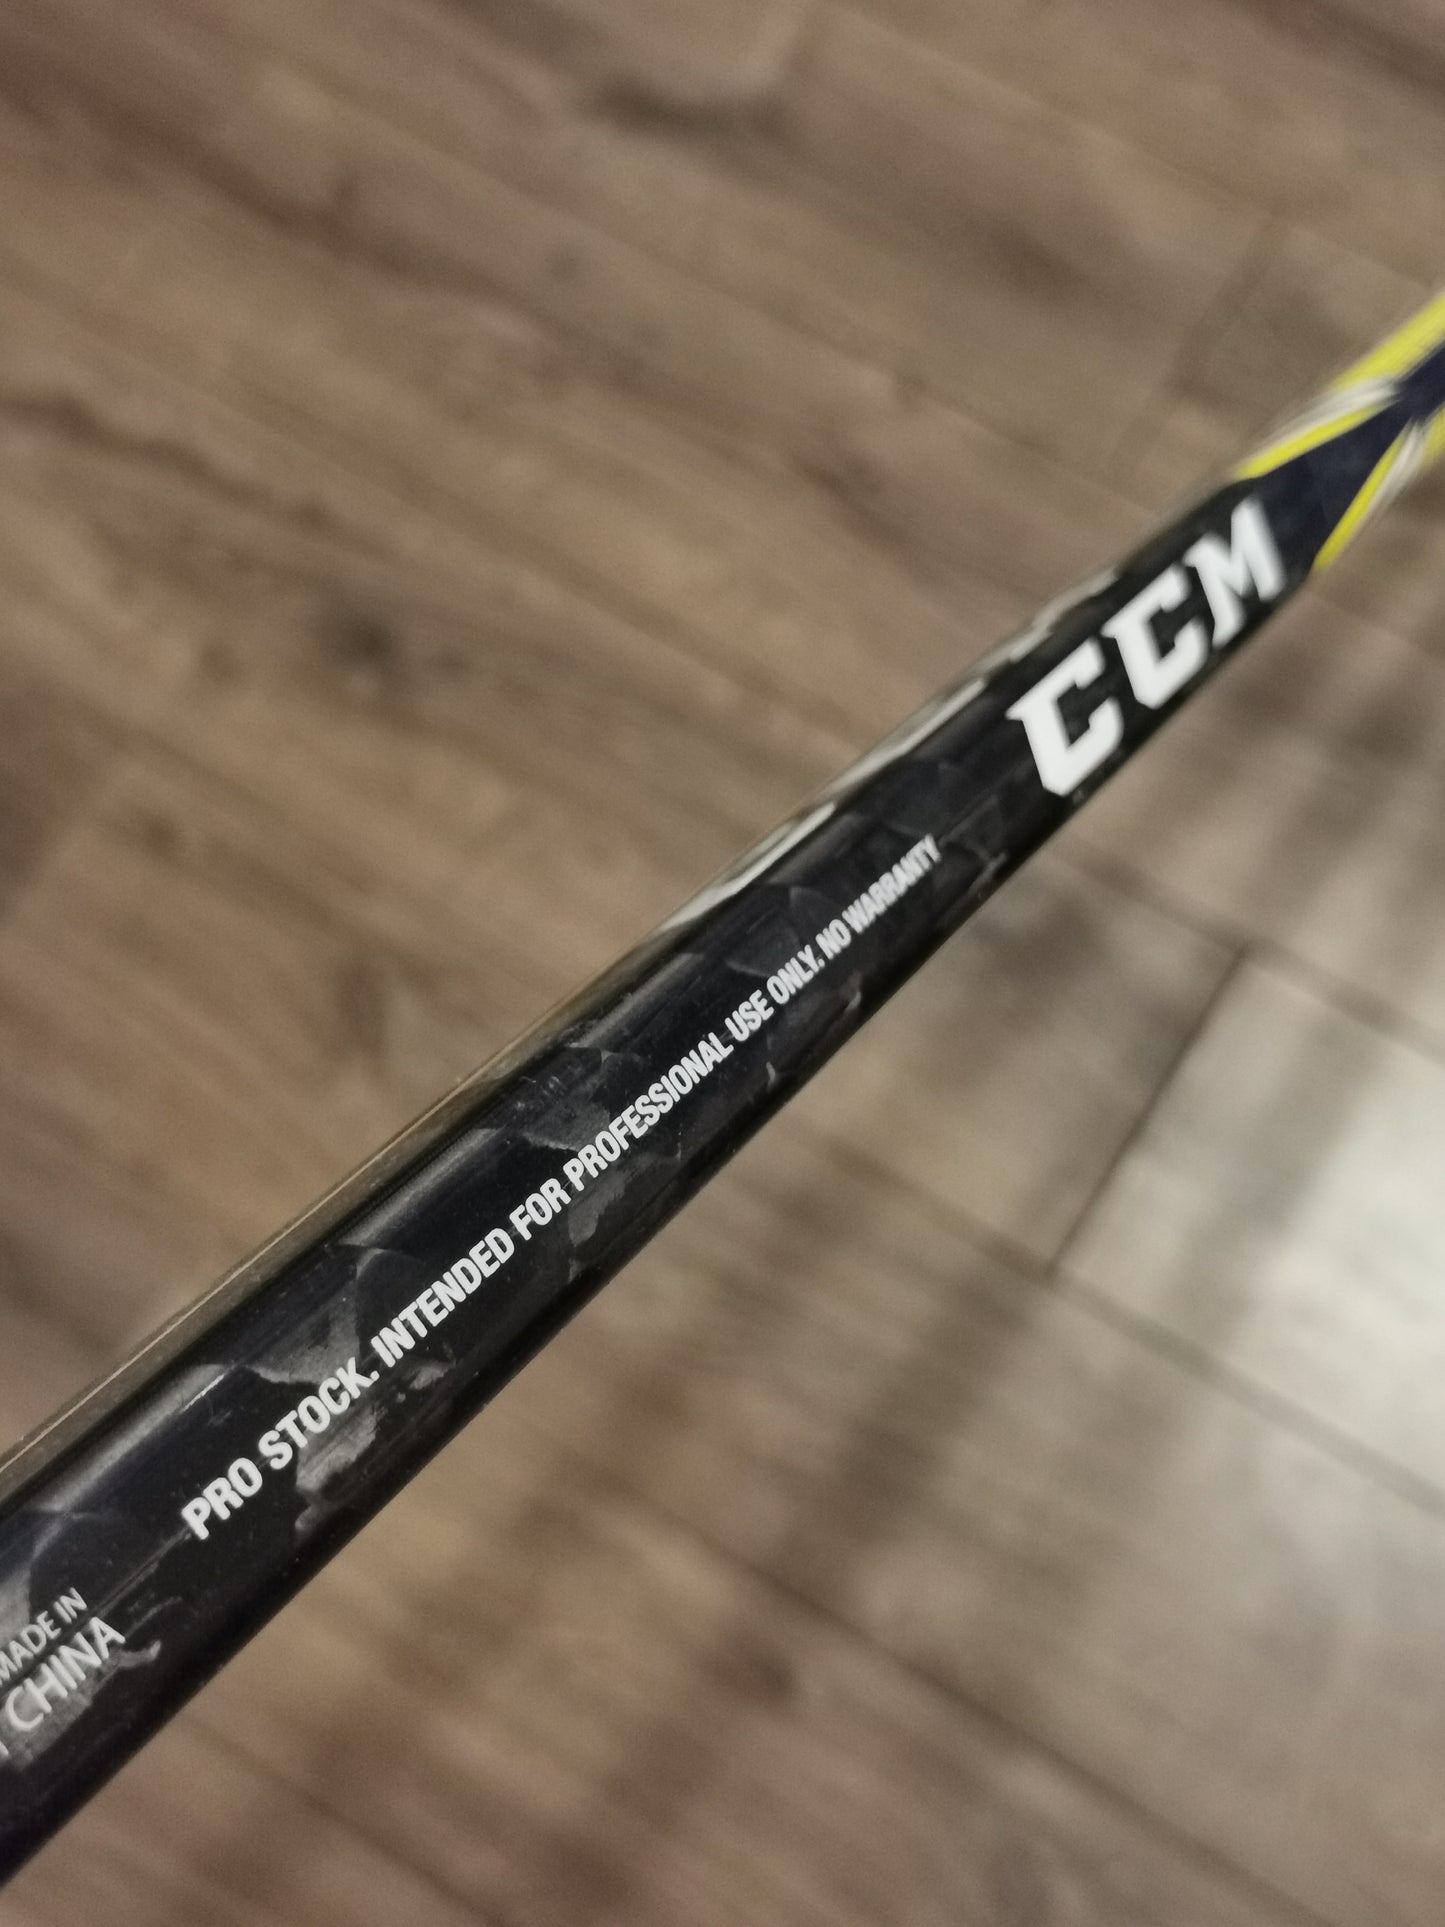 CCM
PRO STOCK. INTENDED FOR PROFESSIONAL USE ONLY. NO WARRANTY
MADE IN
CHINA